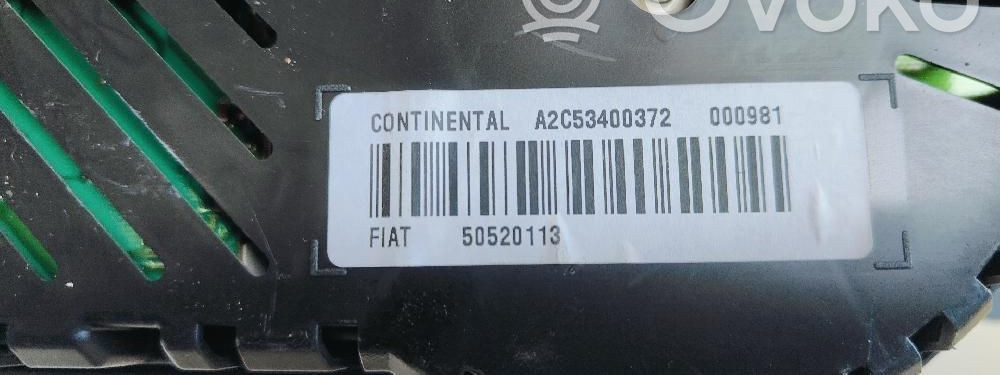 OVOKO
CONTINENTAL A2C53400372 000981
FIAT 50520113